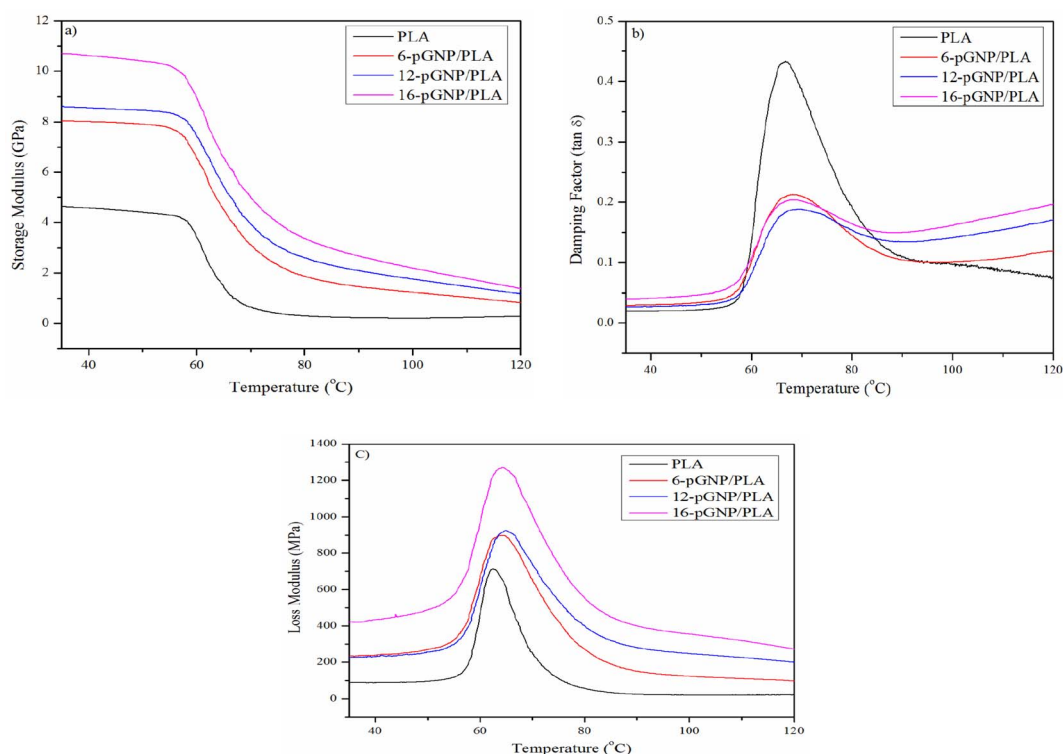 a)
PLA
6-pGNP/PLA
12-pGNP/PLA
16-pGNP/PLA
12
10
8
6
4
2
0
Storage Modulus (GPa)
40 60 80 100 120
Temperature (°C)
b)
PLA
6-pGNP/PLA
12-pGNP/PLA
16-pGNP/PLA
0.5
0.4
0.3
0.2
0.1
0.0
Damping Factor (tan δ)
40 50 60 70 80 90 100 110 120
Temperature (°C)
C)
PLA
6-pGNP/PLA
12-pGNP/PLA
16-pGNP/PLA
1400
1200
1000
800
600
400
200
0
Loss Modulus (MPa)
40 60 80 100 120
Temperature (°C)